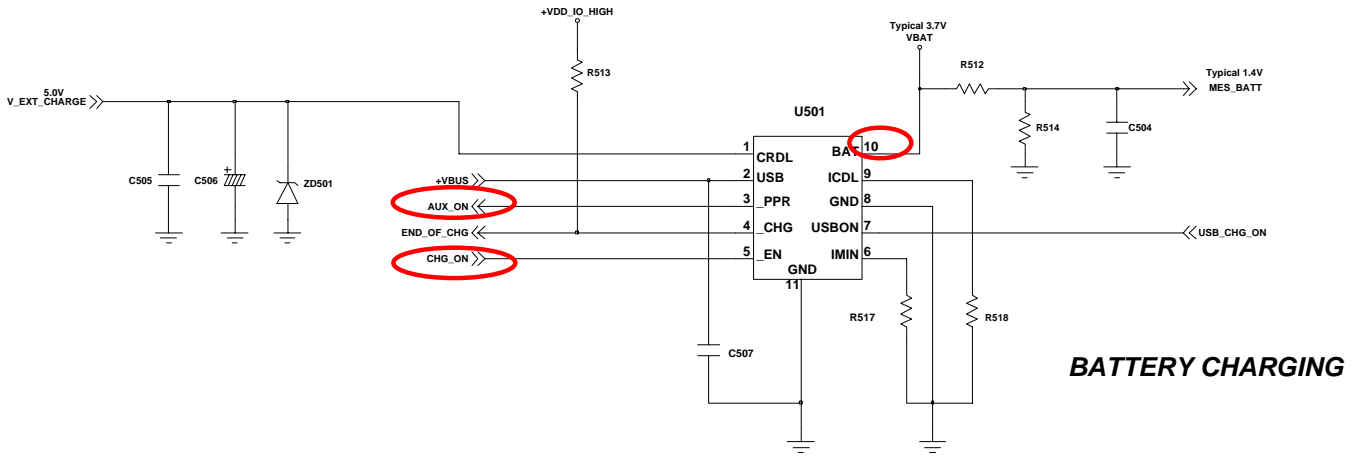 +VDD_IO_HIGH
Typical 3.7V
VBAT
R513
R512
Typical 1.4V
MES_BATT
5.0V
V_EXT_CHARGE
U501
R514
C504
1
CRDL
BAT
10
C505
+
C506
ZD501
+VBUS
2
USB
ICDL
9
AUX_ON
3
_PPR
GND
8
END_OF_CHG
4
_CHG
USBON
7
USB_CHG_ON
CHG_ON
5
_EN
IMIN
6
GND
11
R517
R518
C507
BATTERY CHARGING